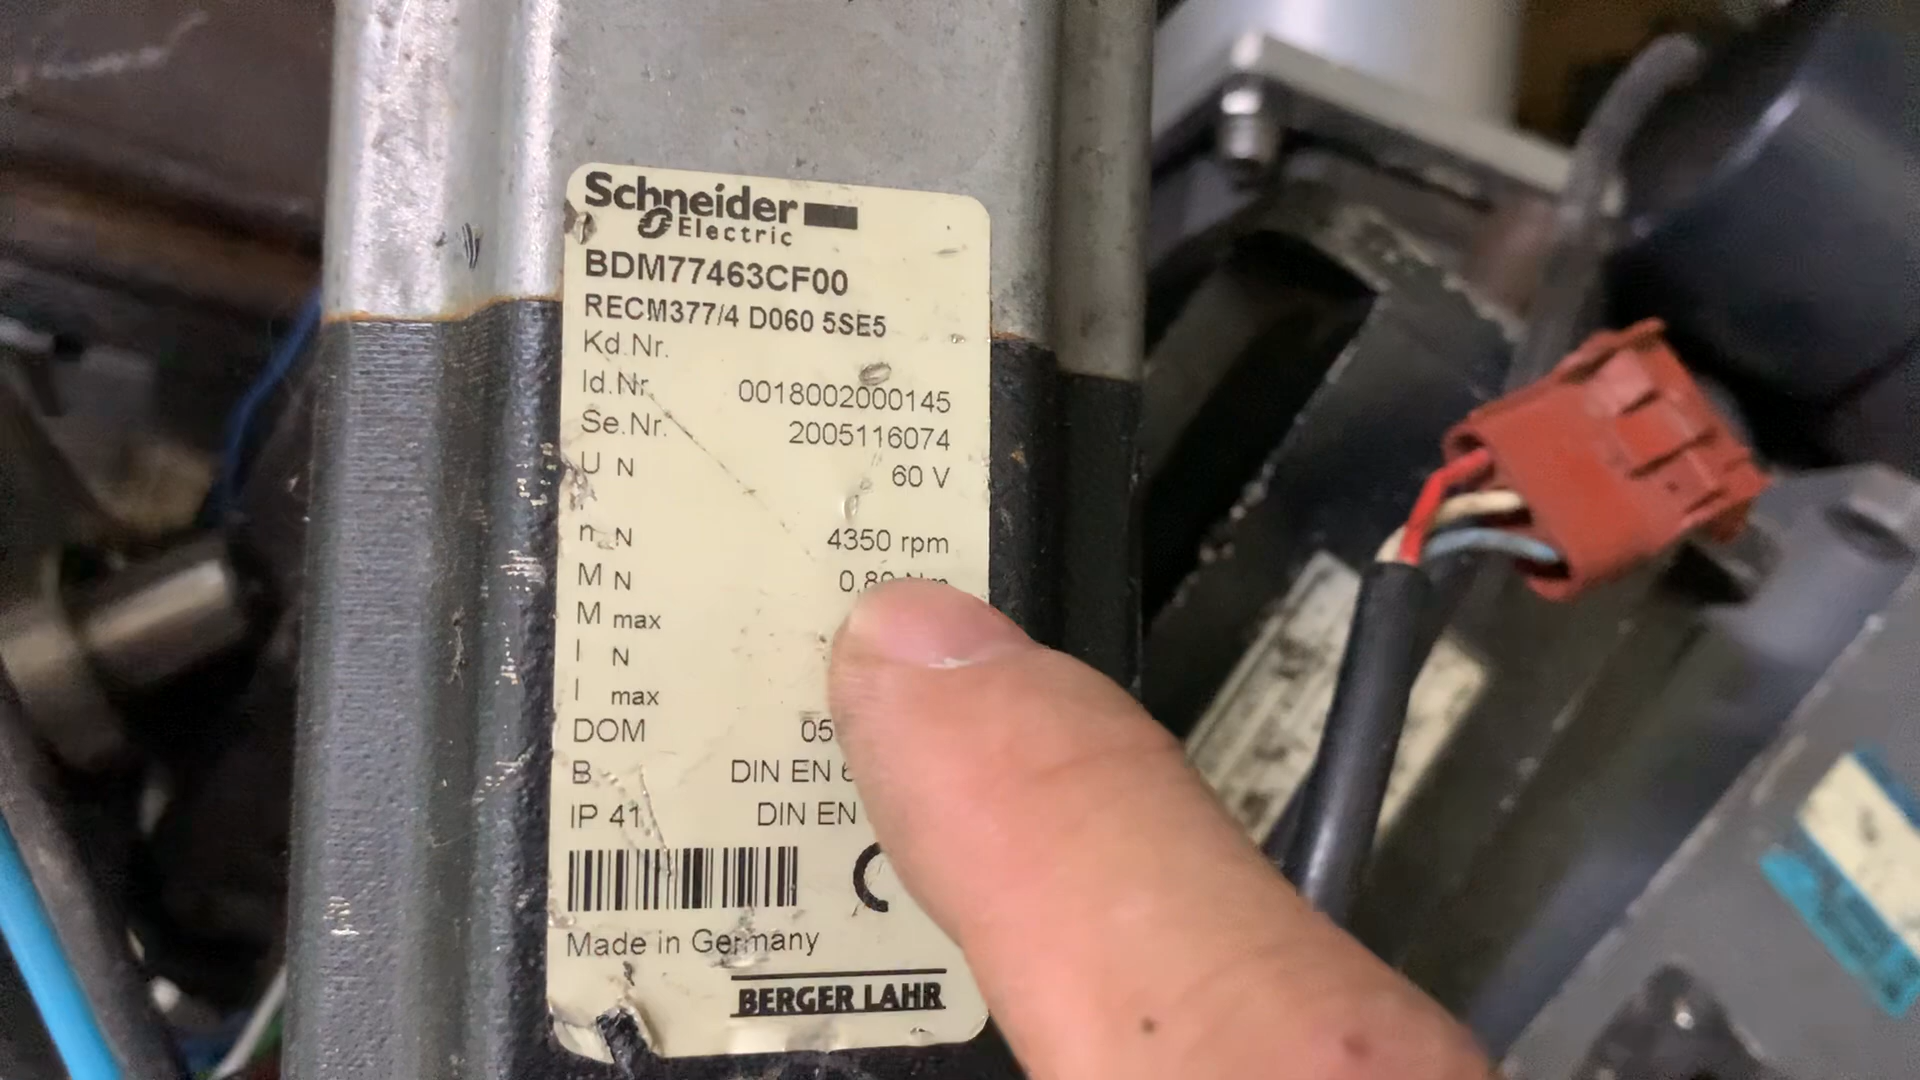 Schneider
Electric
BDM77463CF00
RECM377/4 D060 5SE5
Kd.Nr.
Id.Nr. 0018002000145
Se.Nr. 2005116074
U N 60 V
n N 4350 rpm
M N
M max
I N
I max
DOM
B DIN EN
IP 41 DIN EN
Made in Germany
BERGER LAHR